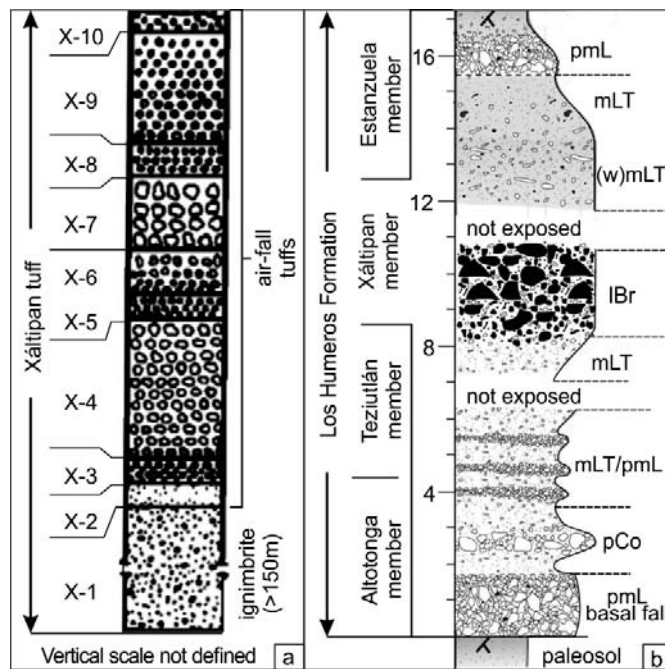 X-10
X-9
X-8
X-7
X-6
X-5
X-4
X-3
X-2
X-1
Xáltipan tuff
air-fall
tuffs
ignimbrite
(>150m)
Vertical scale not defined
a
Los Humeros Formation
Estanzuela
member
Xáltipan
member
Teziutlán
member
Altotonga
member
16
12
8
4
0
pmL
mLT
(w)mLT
not exposed
lBr
mLT
not exposed
mLT/pmL
pCo
pmL
basal fall
paleosol
b